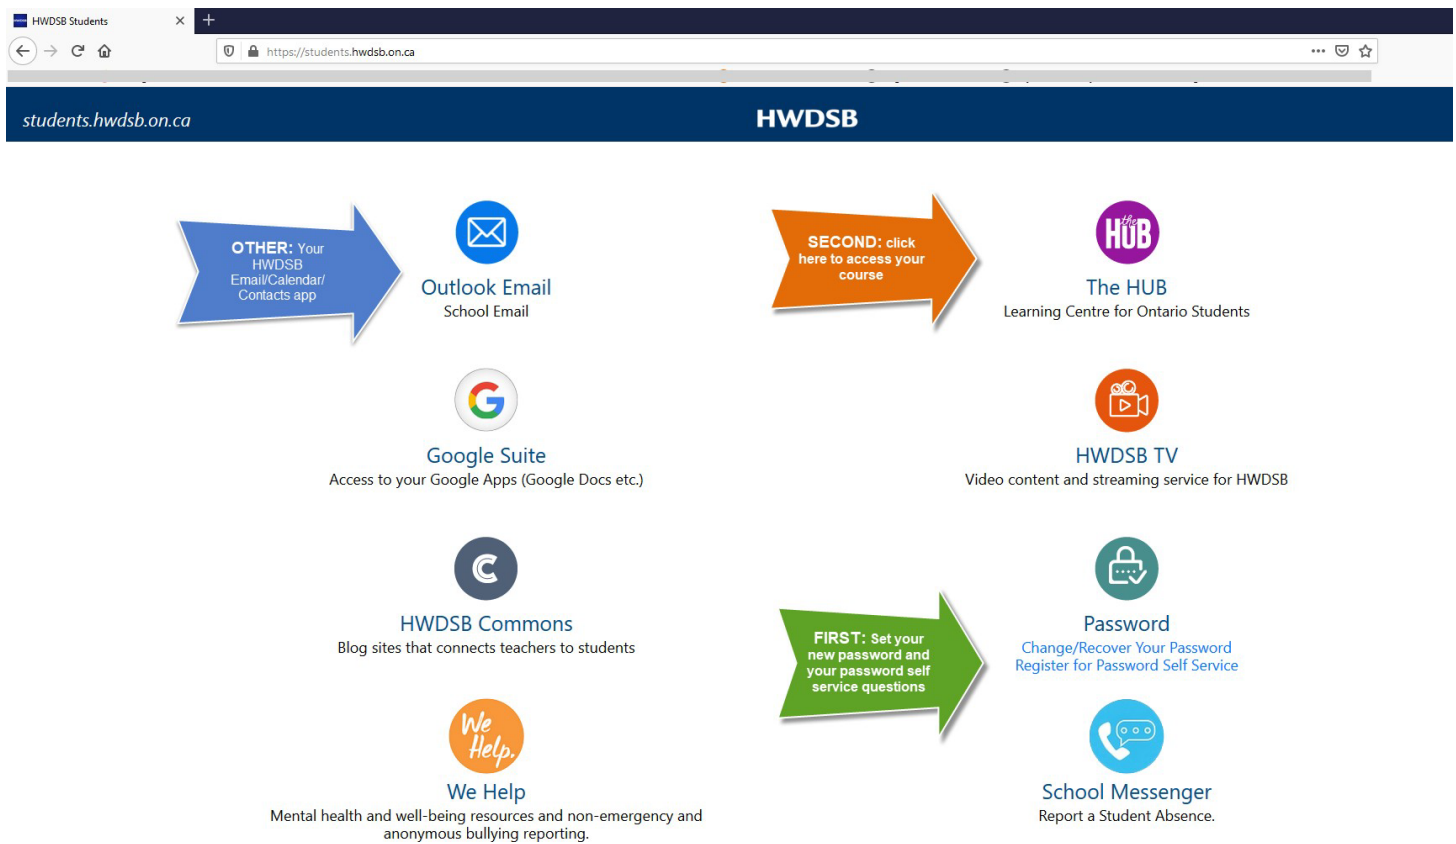 HWDSB Students
https://students.hwdsb.on.ca
students.hwdsb.on.ca
HWDSB
OTHER: Your
HWDSB
Email/Calendar/
Contacts app
Outlook Email
School Email
SECOND: click
here to access your
course
the
HUB
The HUB
Learning Centre for Ontario Students
G
Google Suite
Access to your Google Apps (Google Docs etc.)
HWDSB TV
Video content and streaming service for HWDSB
C
HWDSB Commons
Blog sites that connects teachers to students
FIRST: Set your
new password and
your password self
service questions
Password
Change/Recover Your Password
Register for Password Self Service
We
Help.
We Help
Mental health and well-being resources and non-emergency and
anonymous bullying reporting.
School Messenger
Report a Student Absence.